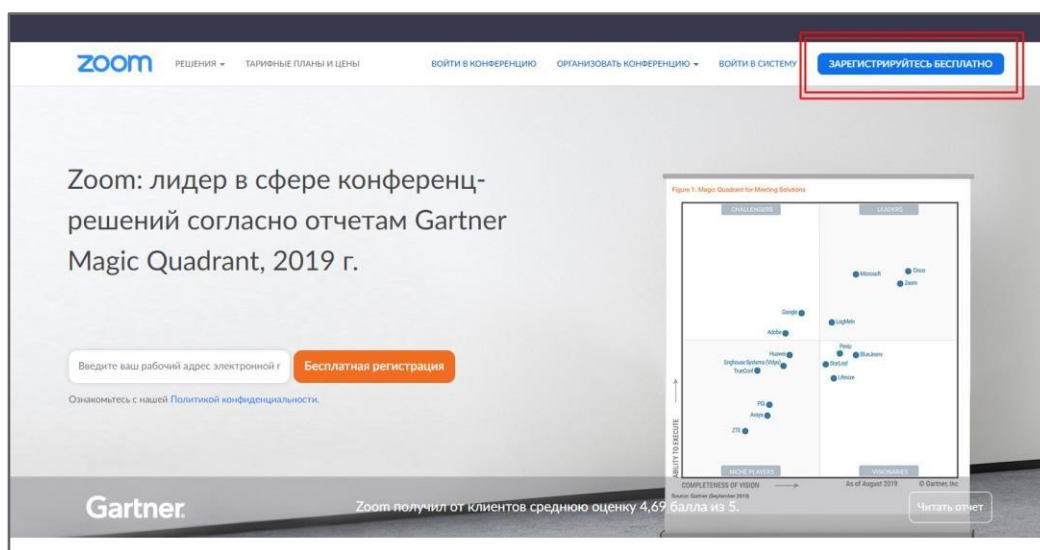 zoom
РЕШЕНИЯ
ТАРИФНЫЕ ПЛАНЫ И ЦЕНЫ
ВОЙТИ В КОНФЕРЕНЦИЮ
ОРГАНИЗОВАТЬ КОНФЕРЕНЦИЮ
ВОЙТИ В СИСТЕМУ
ЗАРЕГИСТРИРУЙТЕСЬ БЕСПЛАТНО
Zoom: лидер в сфере конференц-
решений согласно отчетам Gartner
Magic Quadrant, 2019 г.
Введите ваш рабочий адрес электронной г
Бесплатная регистрация
Ознакомьтесь с нашей Политикой конфиденциальности.
Figure 1. Magic Quadrant for Meeting Solutions
CHALLENGERS
LEADERS
Microsoft
Cisco
Zoom
Google
LogMeIn
Adobe
Huawei
Pexip
BlueJeans
Enghouse Systems (Vidyo)
StarLeaf
TrueConf
Lifesize
PGi
Avaya
ZTE
ABILITY TO EXECUTE
NICHE PLAYERS
VISIONARIES
COMPLETENESS OF VISION
As of August 2019
© Gartner, Inc
Source: Gartner (September 2019)
Gartner.
Zoom получил от клиентов среднюю оценку 4,69 балла из 5.
Читать отчет